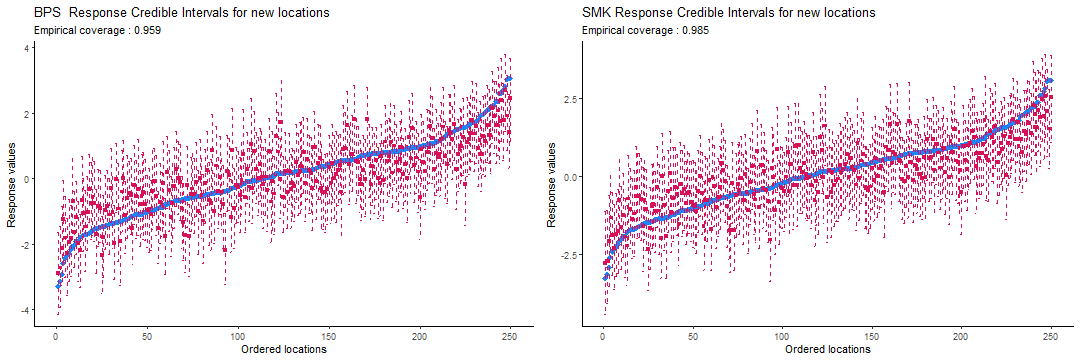 BPS  Response Credible Intervals for new locations
Empirical coverage : 0.959
Response values
4
2
0
-2
-4
0
50
100
150
200
250
Ordered locations
SMK Response Credible Intervals for new locations
Empirical coverage : 0.985
Response values
2.5
0.0
-2.5
0
50
100
150
200
250
Ordered locations